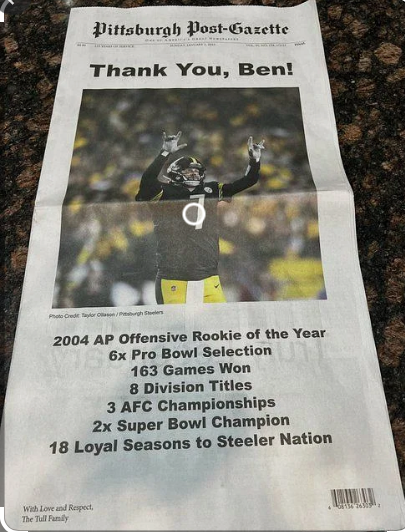 Pittsburgh Post-Gazette
Thank You, Ben!
7
Photo Credit: Taylor Ollason / Pittsburgh Steelers
2004 AP Offensive Rookie of the Year
6x Pro Bowl Selection
163 Games Won
8 Division Titles
3 AFC Championships
2x Super Bowl Champion
18 Loyal Seasons to Steeler Nation
With Love and Respect,
The Tull Family